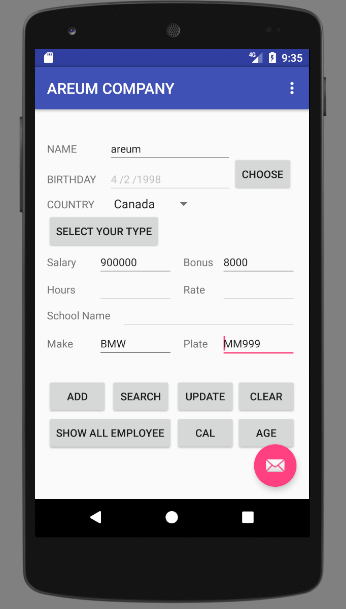 4G 9:35
AREUM COMPANY
NAME areum
BIRTHDAY 4 /2 /1998 CHOOSE
COUNTRY Canada
SELECT YOUR TYPE
Salary 900000 Bonus 8000
Hours Rate
School Name
Make BMW Plate MM999
ADD SEARCH UPDATE CLEAR
SHOW ALL EMPLOYEE CAL AGE